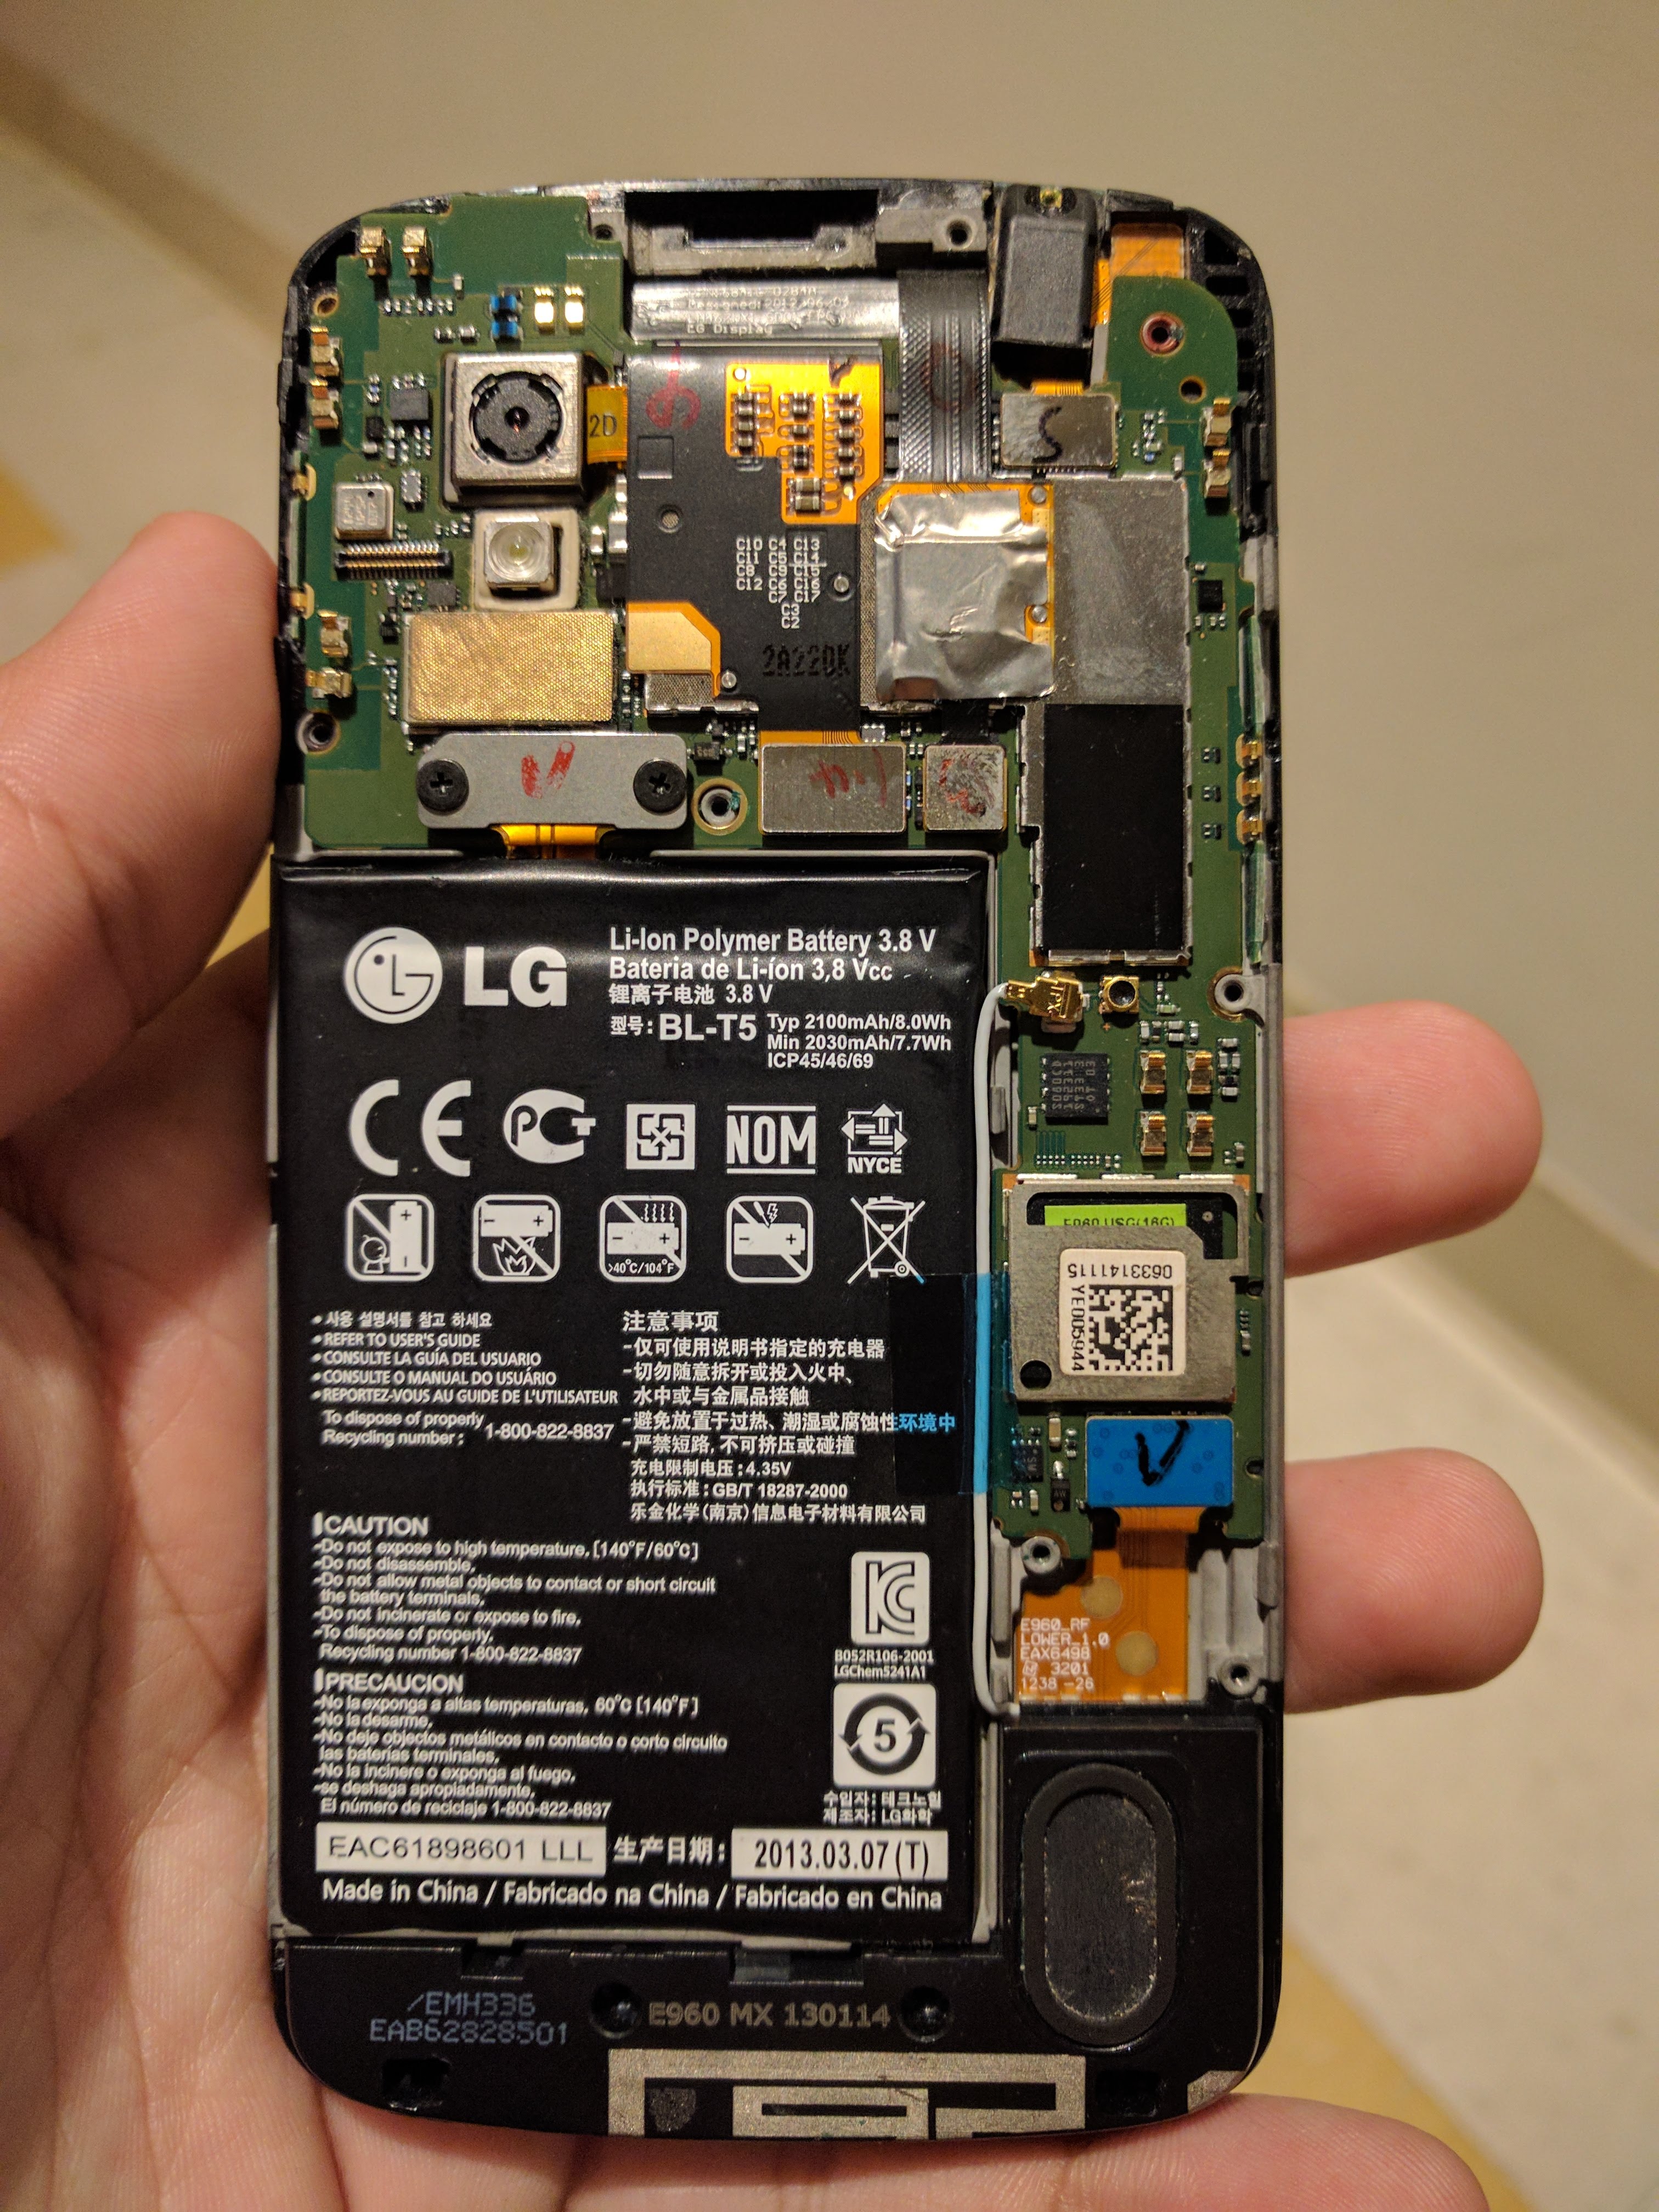 EG Display
2D
C10 C4 C13
C11 C5 C14
C8 C9 C15
C12 C6 C16
C7 C17
C3
C2
2A22DK
LG
Li-Ion Polymer Battery 3.8 V
Bateria de Li-íon 3,8 Vcc
锂离子电池 3.8 V
型号: BL-T5
Typ 2100mAh/8.0Wh
Min 2030mAh/7.7Wh
ICP45/46/69
CE
NOM
NYCE
>40°C/104°F
•사용 설명서를 참고 하세요
•REFER TO USER'S GUIDE
•CONSULTE LA GUÍA DEL USUARIO
•CONSULTE O MANUAL DO USUÁRIO
•REPORTEZ-VOUS AU GUIDE DE L'UTILISATEUR
To dispose of properly
Recycling number : 1-800-822-8837
注意事项
-仅可使用说明书指定的充电器
-切勿随意拆开或投入火中、
水中或与金属品接触
-避免放置于过热、潮湿或腐蚀性环境中
-严禁短路, 不可挤压或碰撞
充电限制电压 : 4.35V
执行标准 : GB/T 18287-2000
乐金化学(南京)信息电子材料有限公司
CAUTION
-Do not expose to high temperature. [140°F/60°C]
-Do not disassemble.
-Do not allow metal objects to contact or short circuit
the battery terminals.
-Do not incinerate or expose to fire.
-To dispose of properly.
Recycling number 1-800-822-8837
PRECAUCION
-No la exponga a altas temperaturas. 60°C [140°F]
-No la desarme.
-No deje objectos metálicos en contacto o corto circuito
las baterias terminales.
-No la incinere o exponga al fuego.
-se deshaga apropiadamente.
El número de reciclaje 1-800-822-8837
B052R106-2001
LGChem5241A1
5
수입자 : 테크노힐
제조자 : LG화학
EAC61898601 LLL
生产日期 :
2013.03.07(T)
Made in China / Fabricado na China / Fabricado en China
E960 USG(16G)
0633141115
YE0D05944
E960_RF
LOWER_1.0
EAX6498
3201
1238 -26
/EMH336
EAB62828501
E960 MX 130114